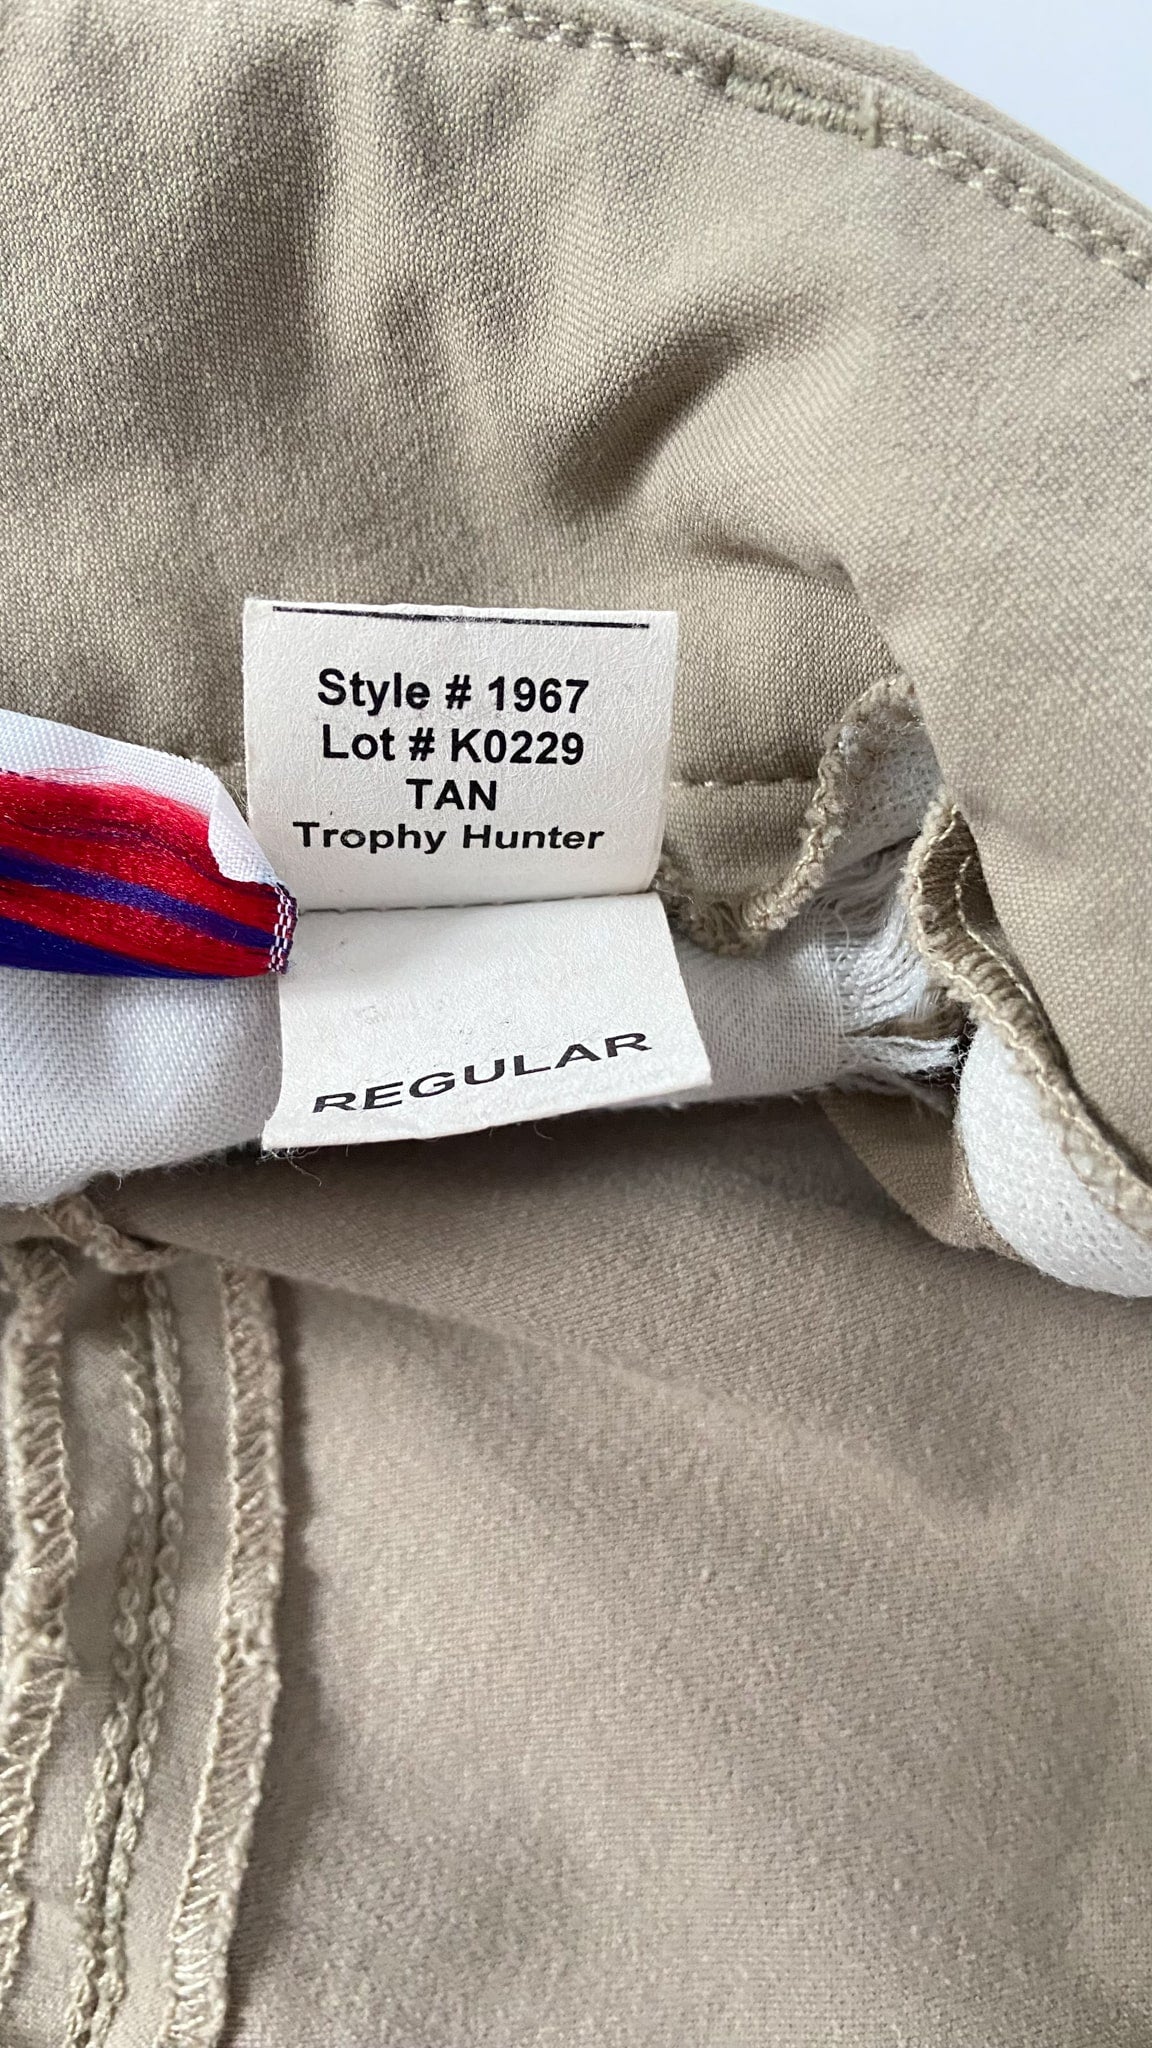 Style # 1967
Lot # K0229
TAN
Trophy Hunter
REGULAR